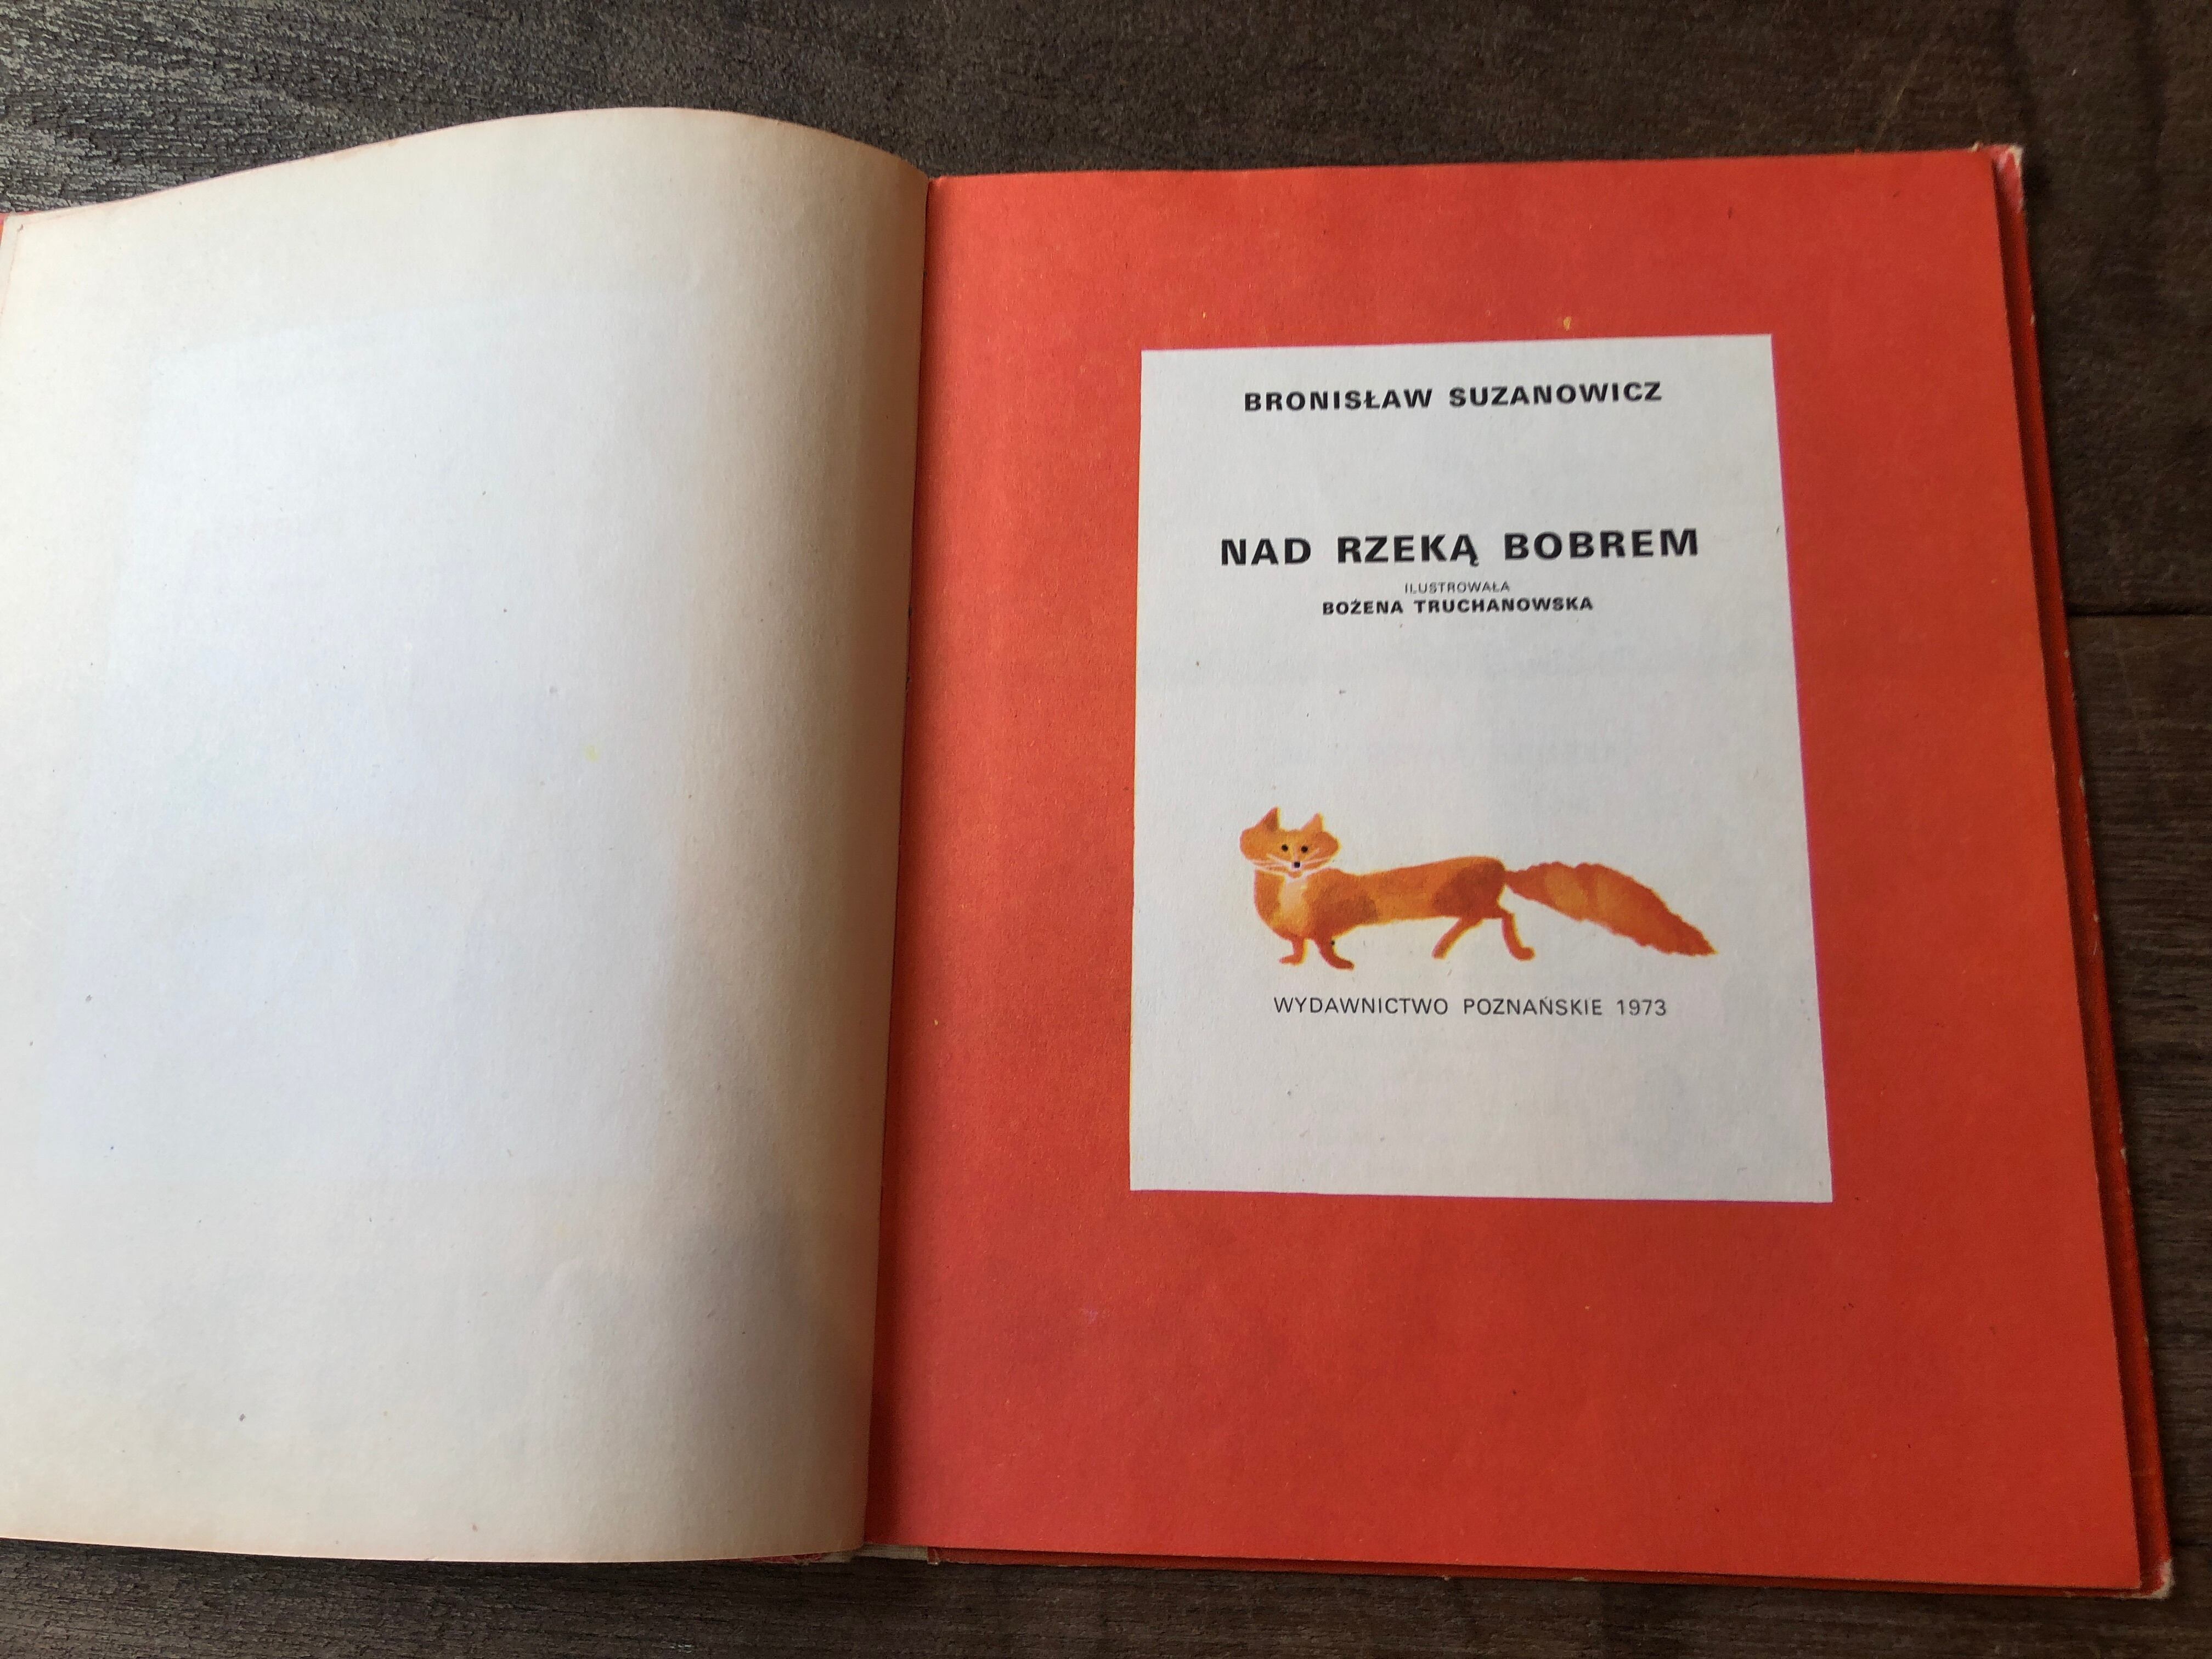 BRONISŁAW SUZANOWICZ
NAD RZEKĄ BOBREM
ILUSTROWAŁA
BOŻENA TRUCHANOWSKA
WYDAWNICTWO POZNAŃSKIE 1973